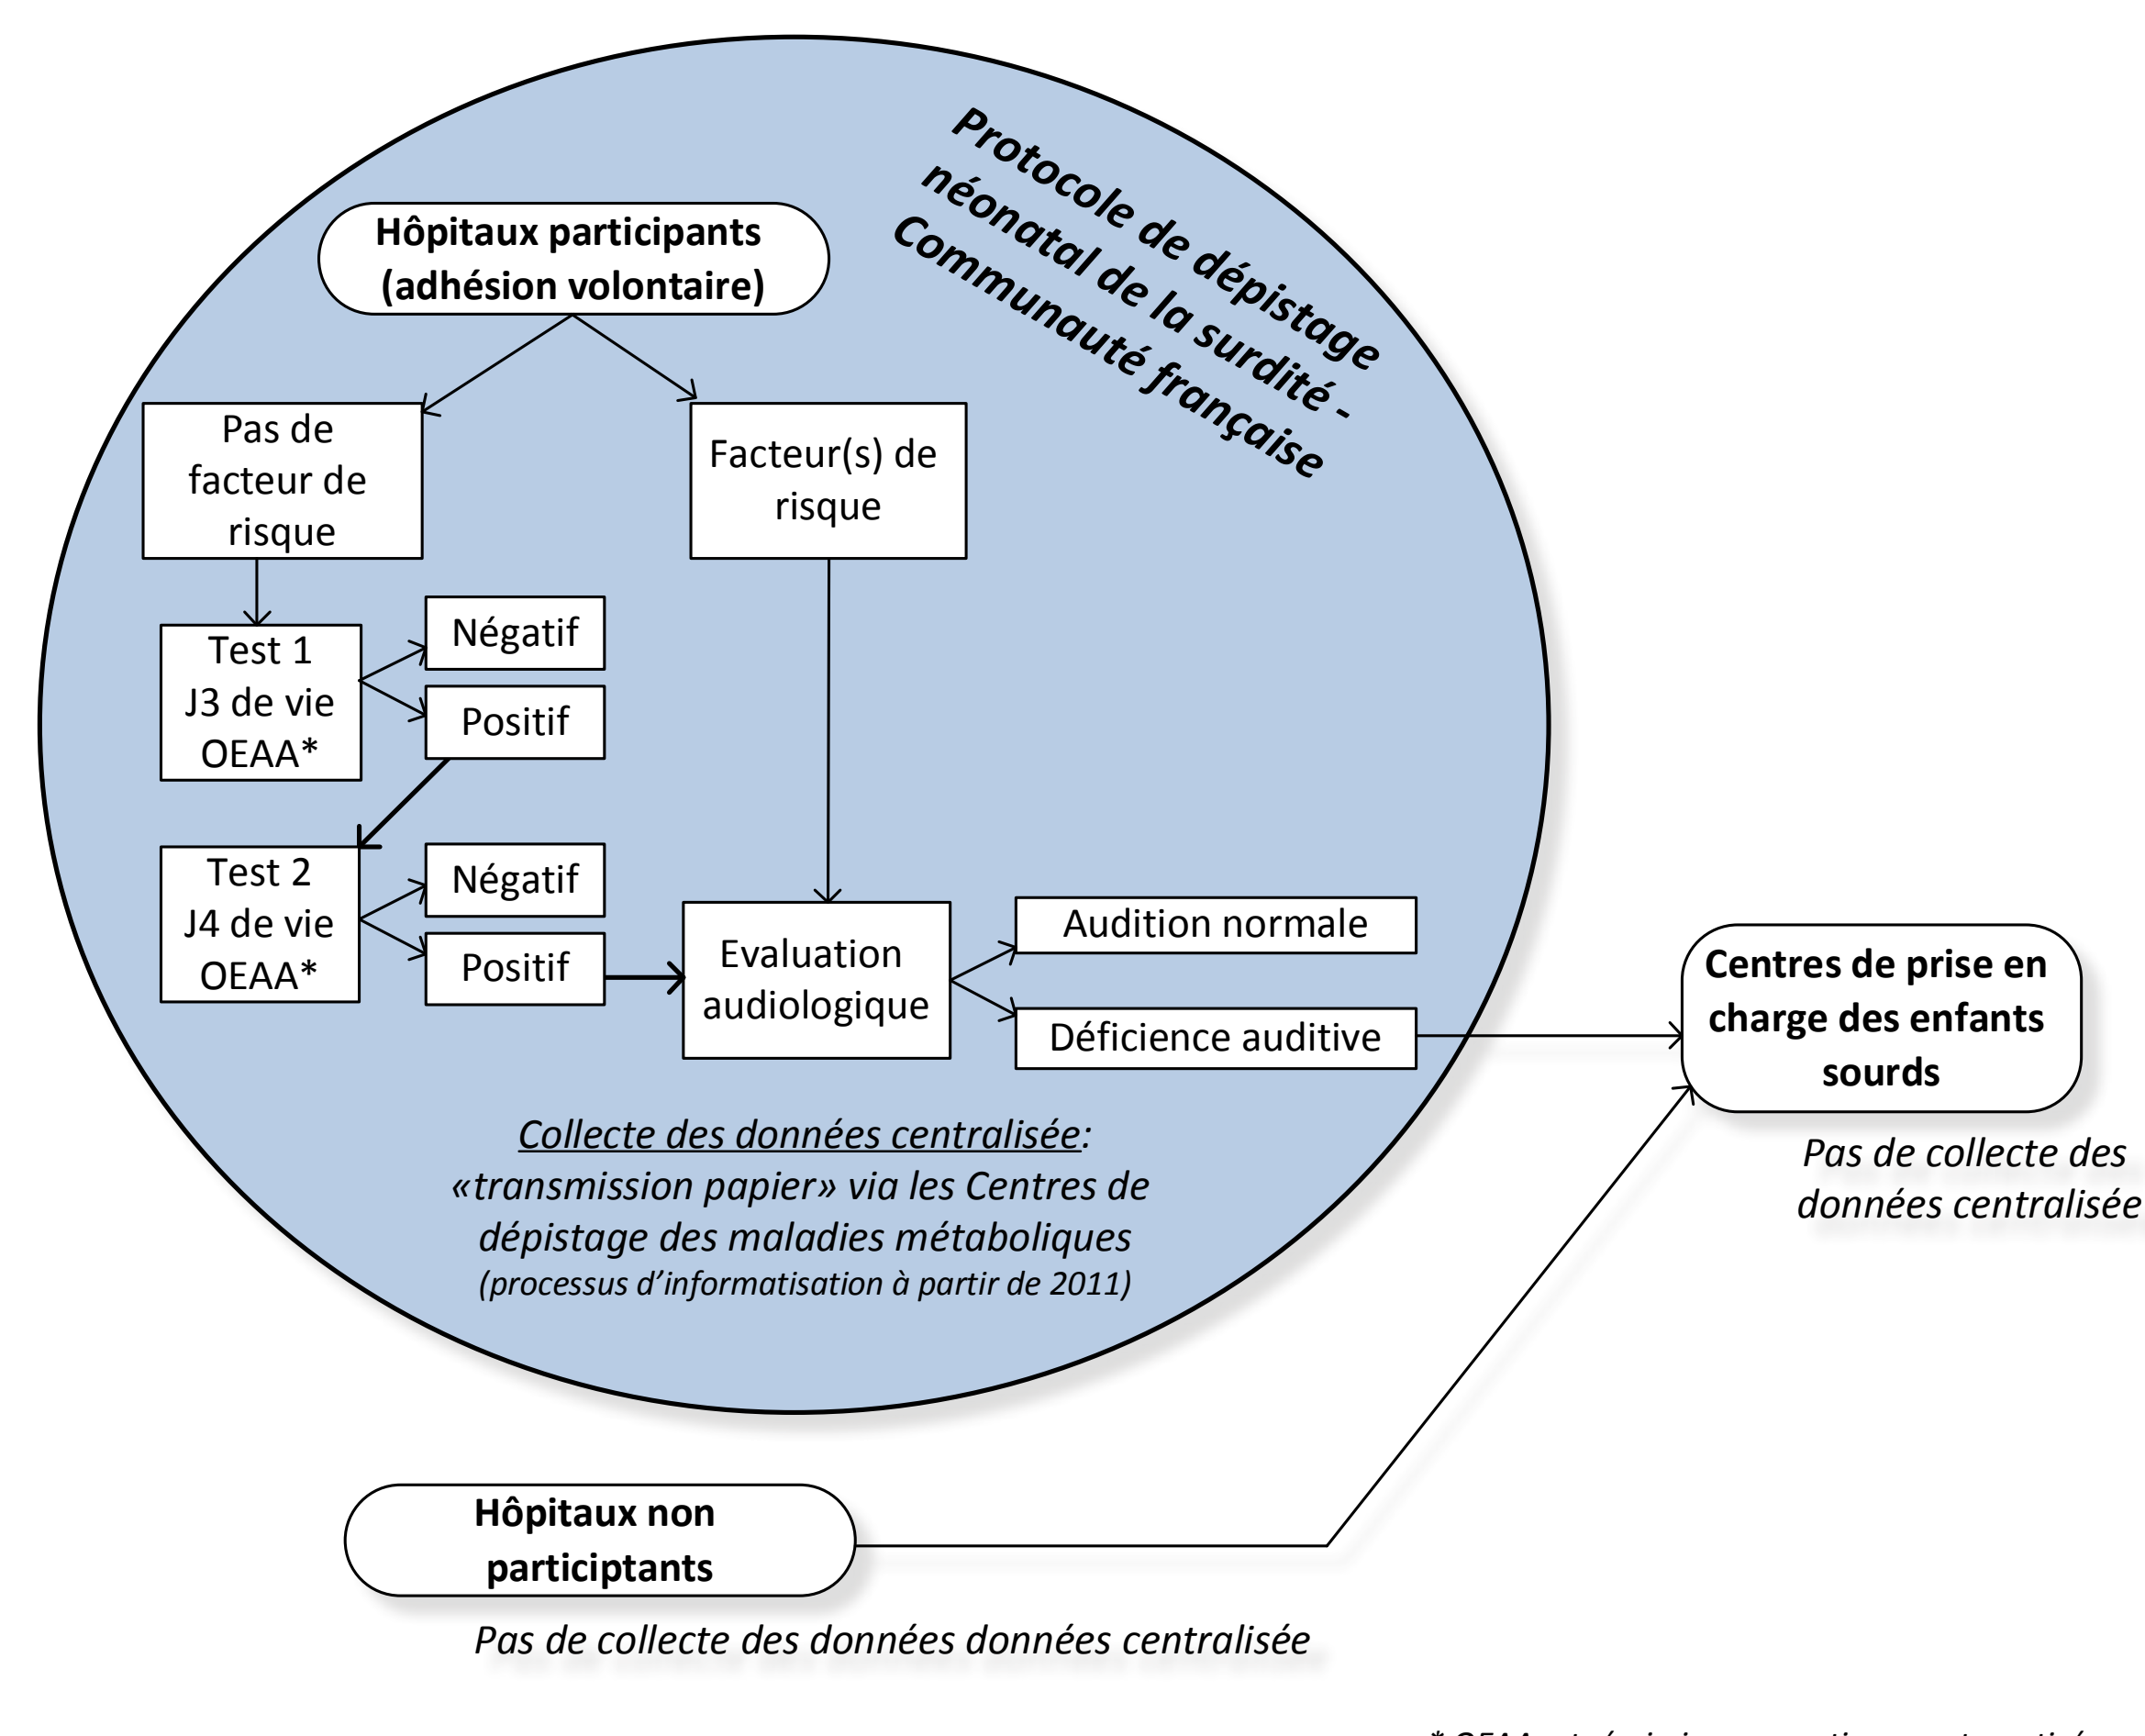 Protocole de dépistage
néonatal de la surdité -
Communauté française
Hôpitaux participants
(adhésion volontaire)
Pas de
facteur de
risque
Facteur(s) de
risque
Test 1
J3 de vie
OEAA*
Négatif
Positif
Test 2
J4 de vie
OEAA*
Négatif
Positif
Evaluation
audiologique
Audition normale
Déficience auditive
Centres de prise en
charge des enfants
sourds
Pas de collecte des
données centralisée
Collecte des données centralisée:
«transmission papier» via les Centres de
dépistage des maladies métaboliques
(processus d'informatisation à partir de 2011)
Hôpitaux non
participtants
Pas de collecte des données données centralisée